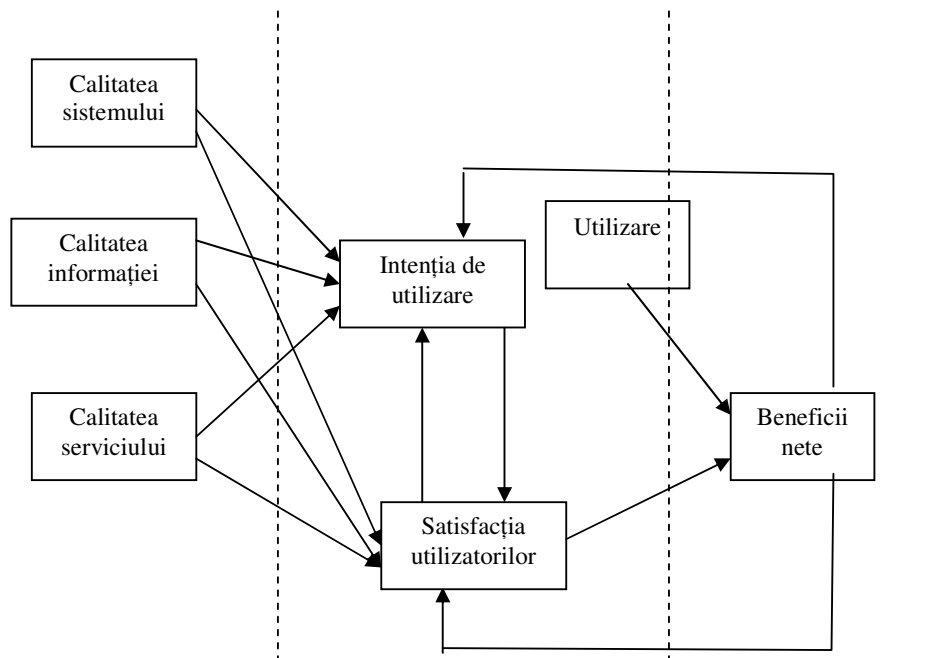 Calitatea
sistemului
Calitatea
informației
Calitatea
serviciului
Intenția de
utilizare
Utilizare
Satisfacția
utilizatorilor
Beneficii
nete